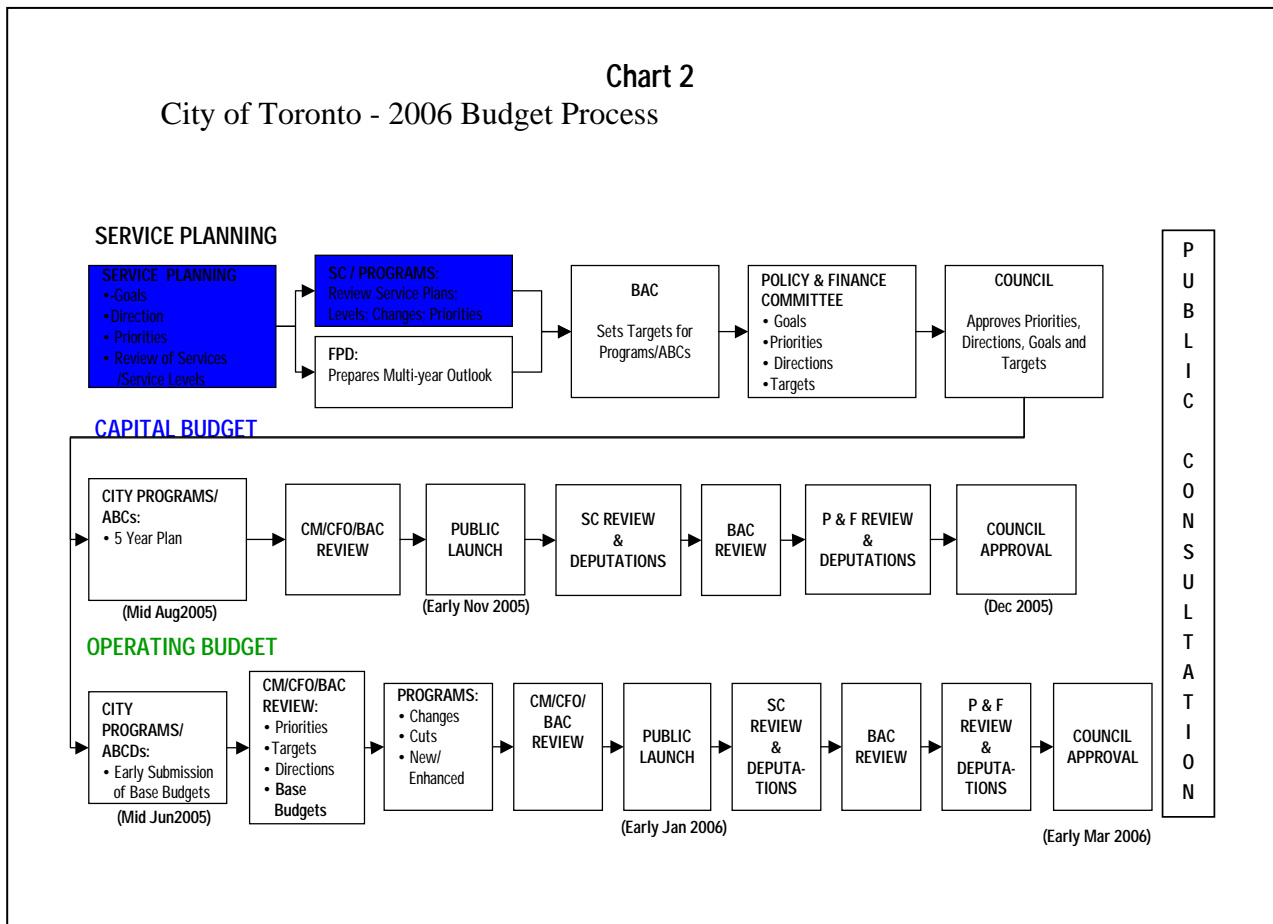 Chart 2
City of Toronto - 2006 Budget Process
SERVICE PLANNING
SERVICE PLANNING
•-Goals
•Direction
• Priorities
• Review of Services
/Service Levels
SC / PROGRAMS:
Review Service Plans;
Levels; Changes; Priorities
FPD:
Prepares Multi-year Outlook
BAC
Sets Targets for
Programs/ABCs
POLICY & FINANCE
COMMITTEE
• Goals
•Priorities
• Directions
•Targets
COUNCIL
Approves Priorities,
Directions, Goals and
Targets
CAPITAL BUDGET
CITY PROGRAMS/
ABCs:
• 5 Year Plan
(Mid Aug2005)
CM/CFO/BAC
REVIEW
PUBLIC
LAUNCH
(Early Nov 2005)
SC REVIEW
&
DEPUTATIONS
BAC
REVIEW
P & F REVIEW
&
DEPUTATIONS
COUNCIL
APPROVAL
(Dec 2005)
OPERATING BUDGET
CITY
PROGRAMS/
ABCDs:
• Early Submission
of Base Budgets
(Mid Jun2005)
CM/CFO/BAC
REVIEW:
• Priorities
•Targets
• Directions
• Base
Budgets
PROGRAMS:
• Changes
• Cuts
• New/
Enhanced
CM/CFO/
BAC
REVIEW
PUBLIC
LAUNCH
(Early Jan 2006)
SC
REVIEW
&
DEPUTA-
TIONS
BAC
REVIEW
P & F
REVIEW
&
DEPUTA-
TIONS
COUNCIL
APPROVAL
(Early Mar 2006)
PUBLIC CONSULTATION